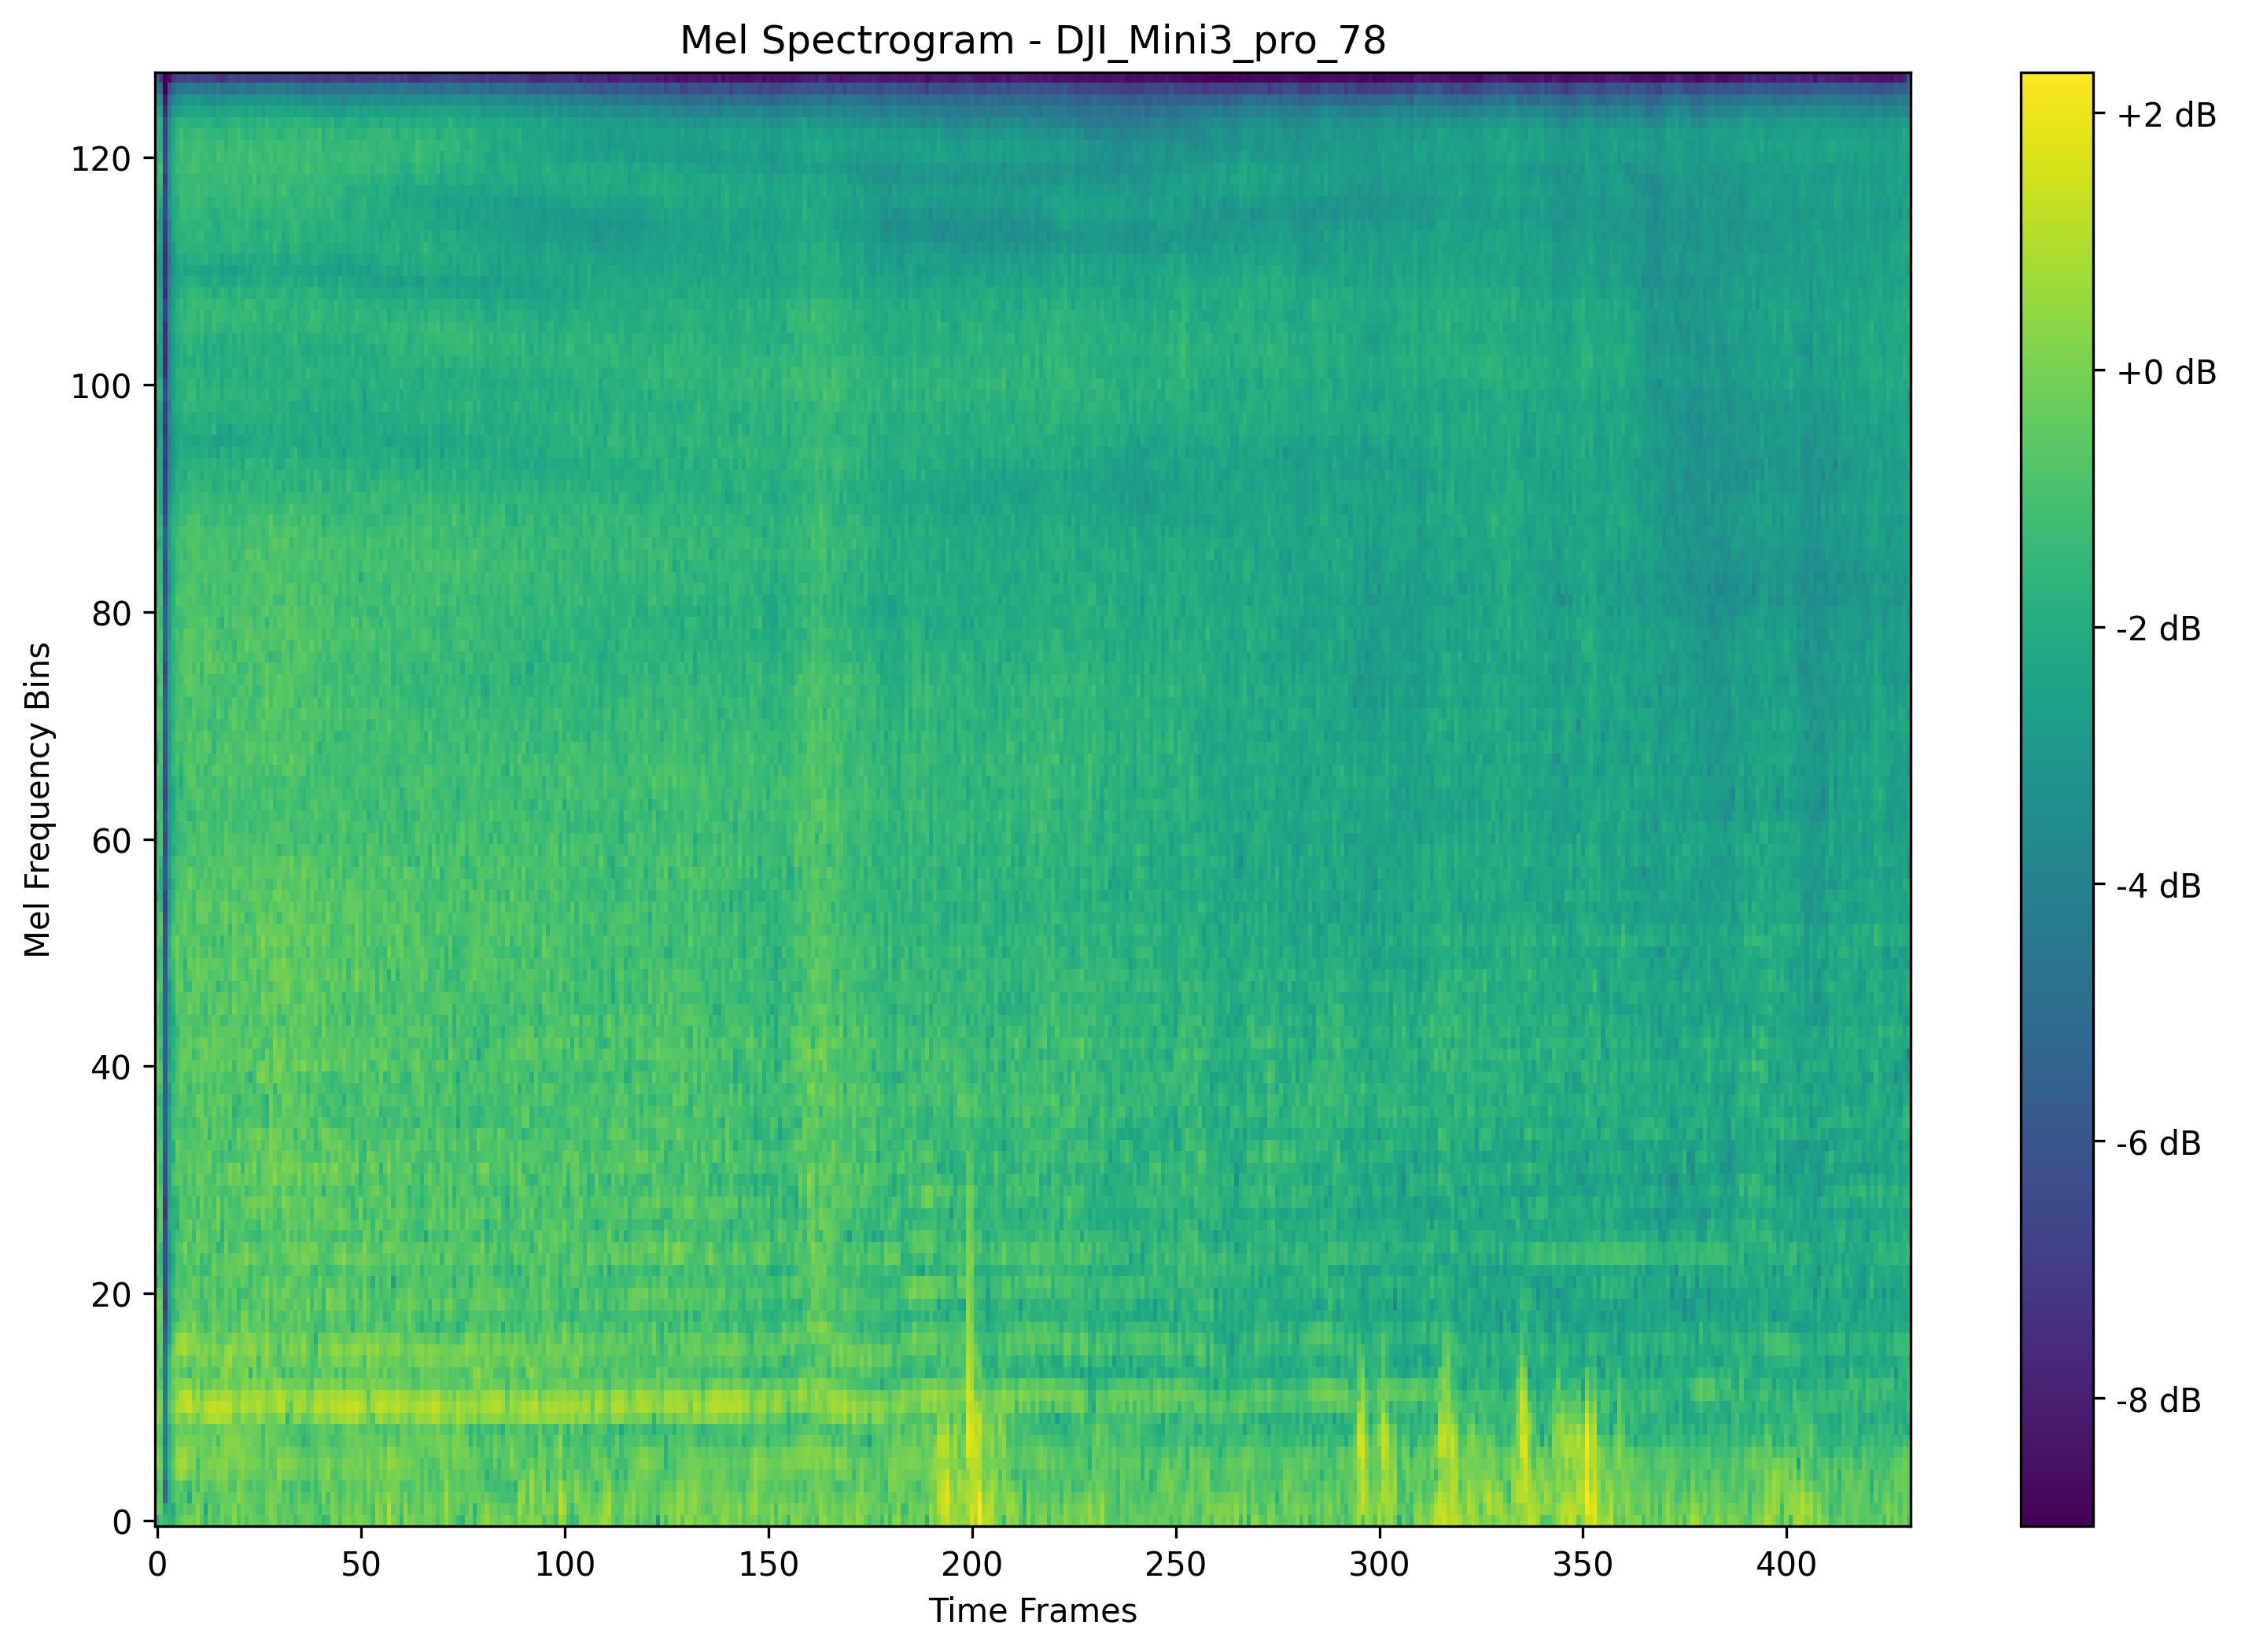 Mel Spectrogram - DJI_Mini3_pro_78
Mel Frequency Bins
120
100
80
60
40
20
0
0 50 100 150 200 250 300 350 400
Time Frames
+2 dB
+0 dB
-2 dB
-4 dB
-6 dB
-8 dB